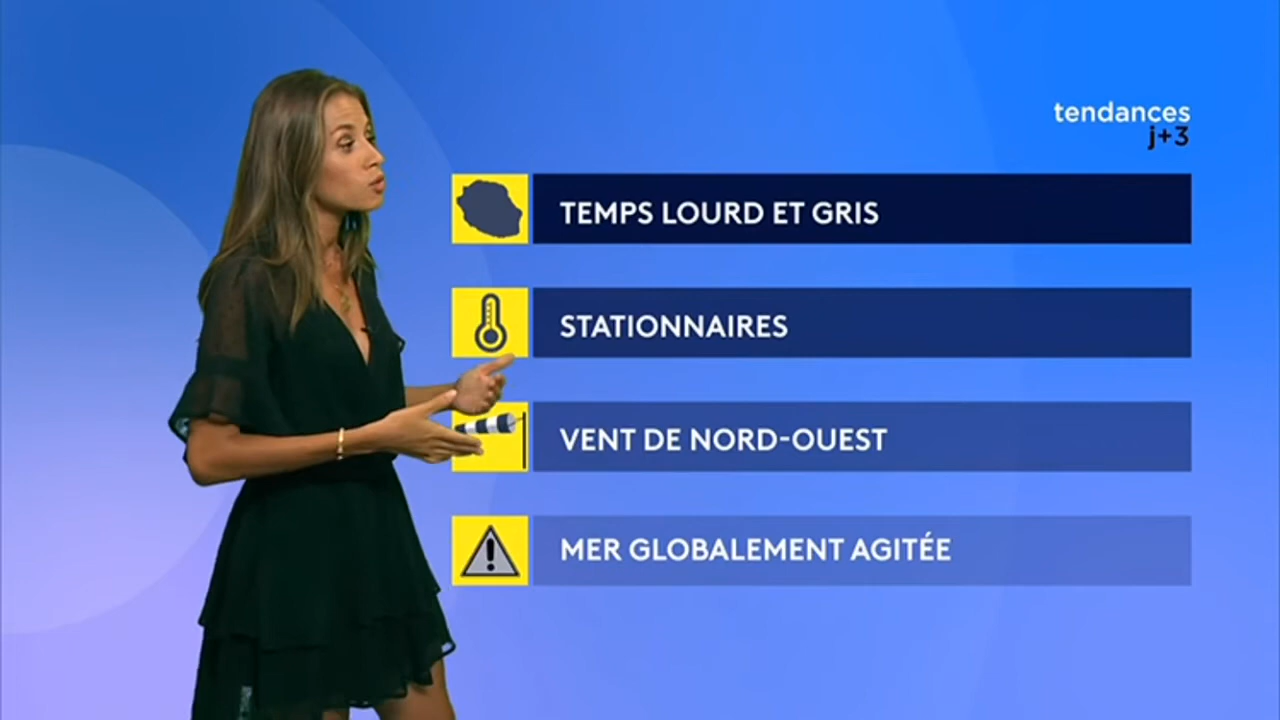 tendances
j+3
TEMPS LOURD ET GRIS
STATIONNAIRES
VENT DE NORD-OUEST
MER GLOBALEMENT AGITÉE